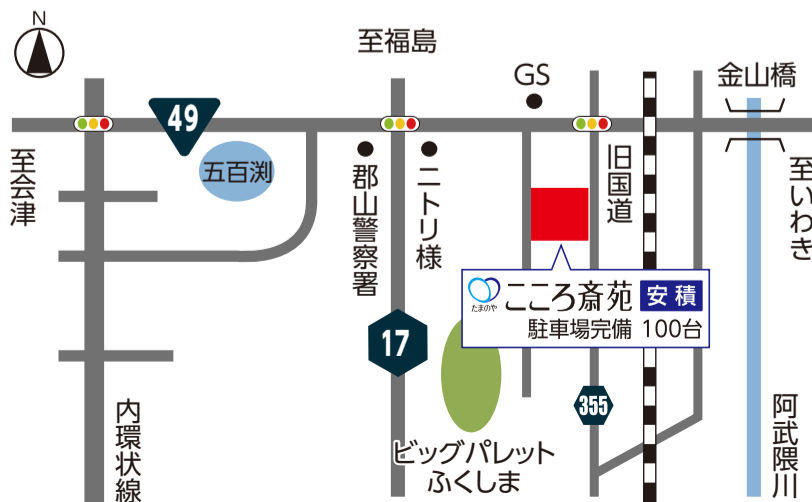 N
至福島
GS
金山橋
49
至会津
五百渕
郡山警察署
ニトリ様
旧国道
至いわき
たまのや
こころ斎苑 安積
駐車場完備 100台
17
355
内環状線
ビッグパレット
ふくしま
阿武隈川